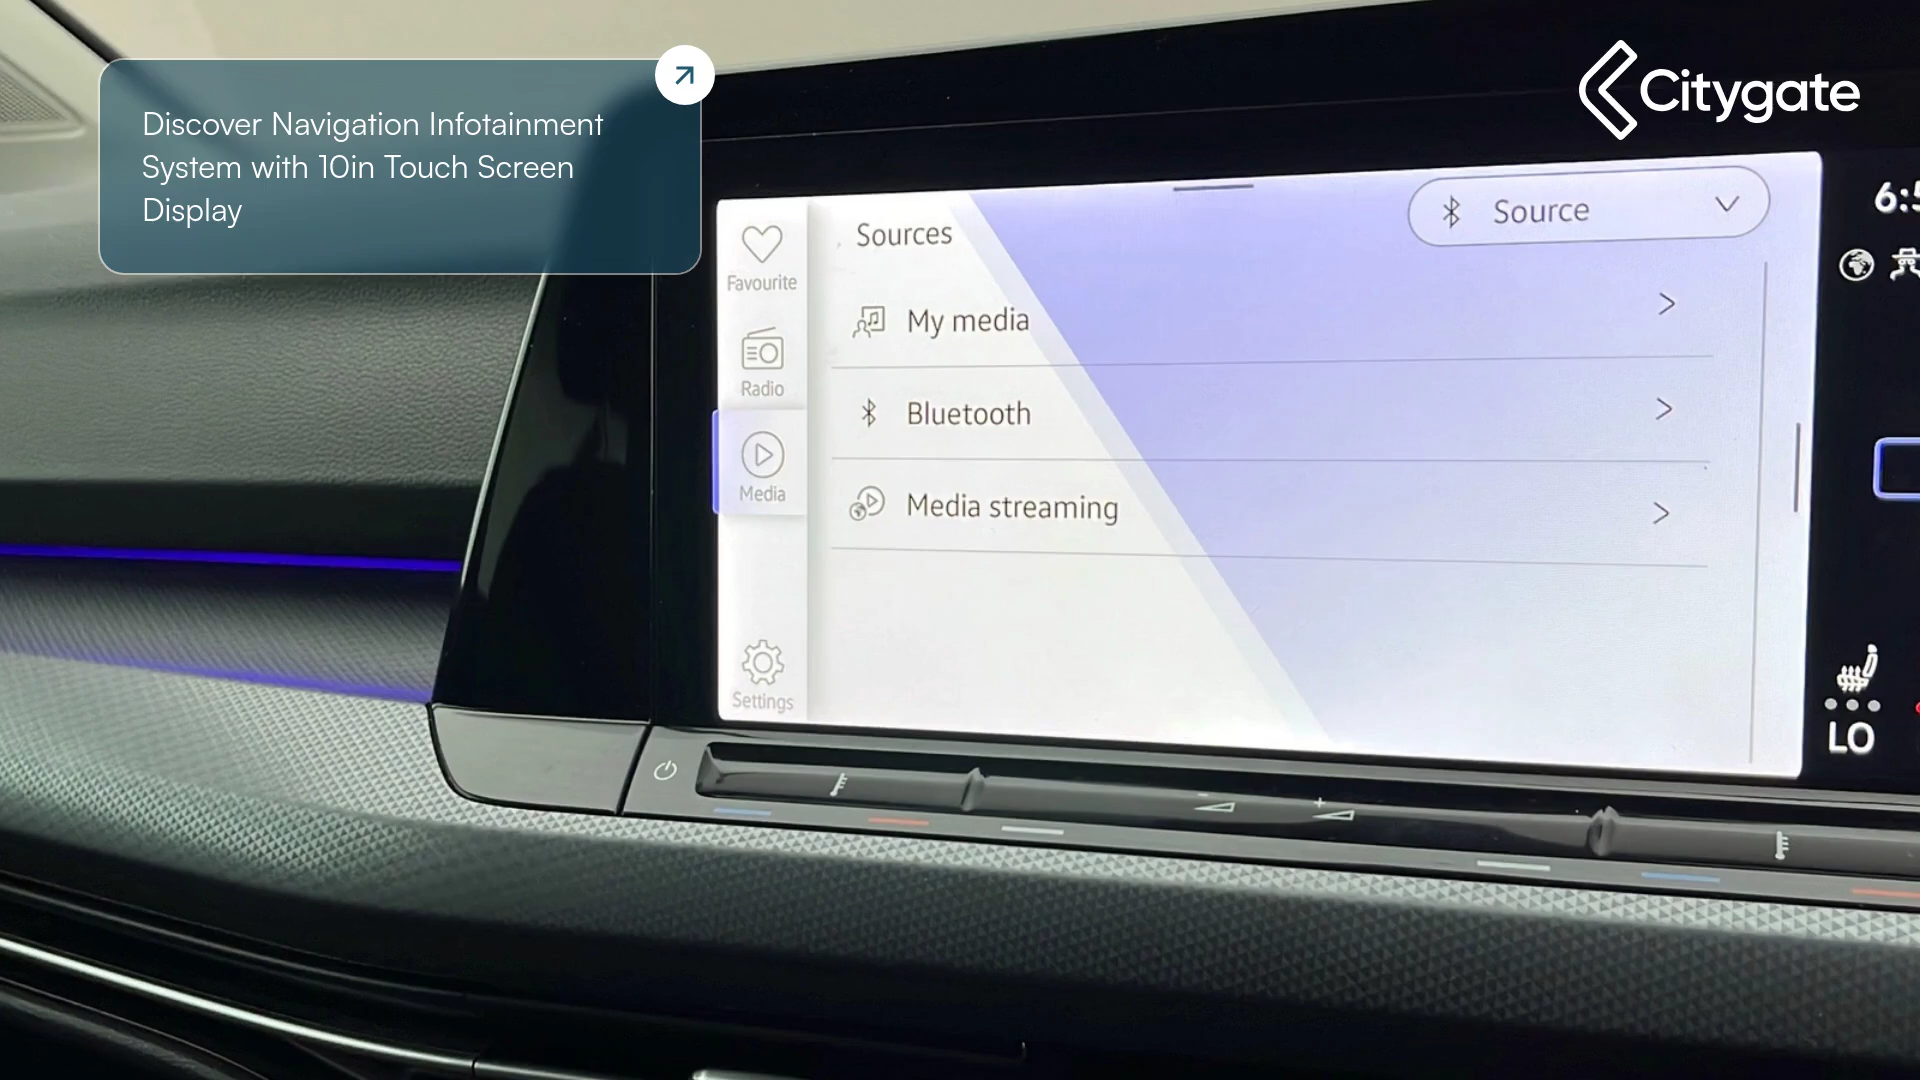 Discover Navigation Infotainment
System with 10in Touch Screen
Display
Citygate
Favourite
Radio
Media
Settings
Sources
Source
My media
Bluetooth
Media streaming
LO